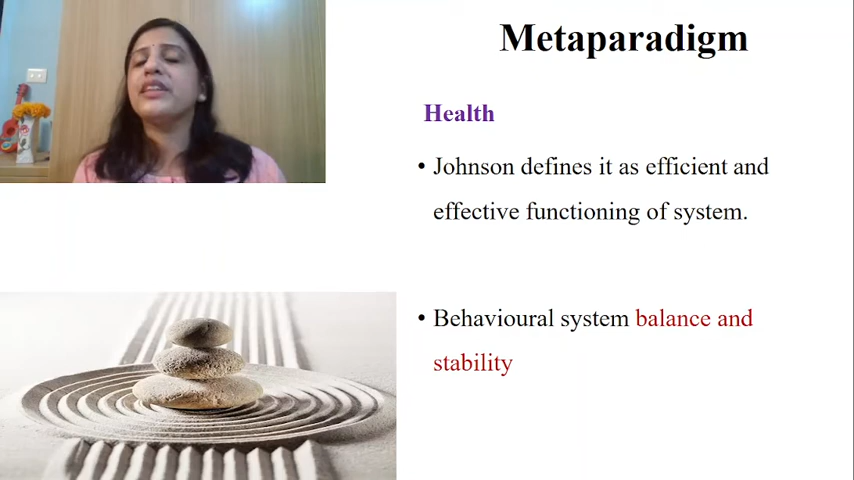 Metaparadigm
Health
• Johnson defines it as efficient and
effective functioning of system.
• Behavioural system balance and
stability